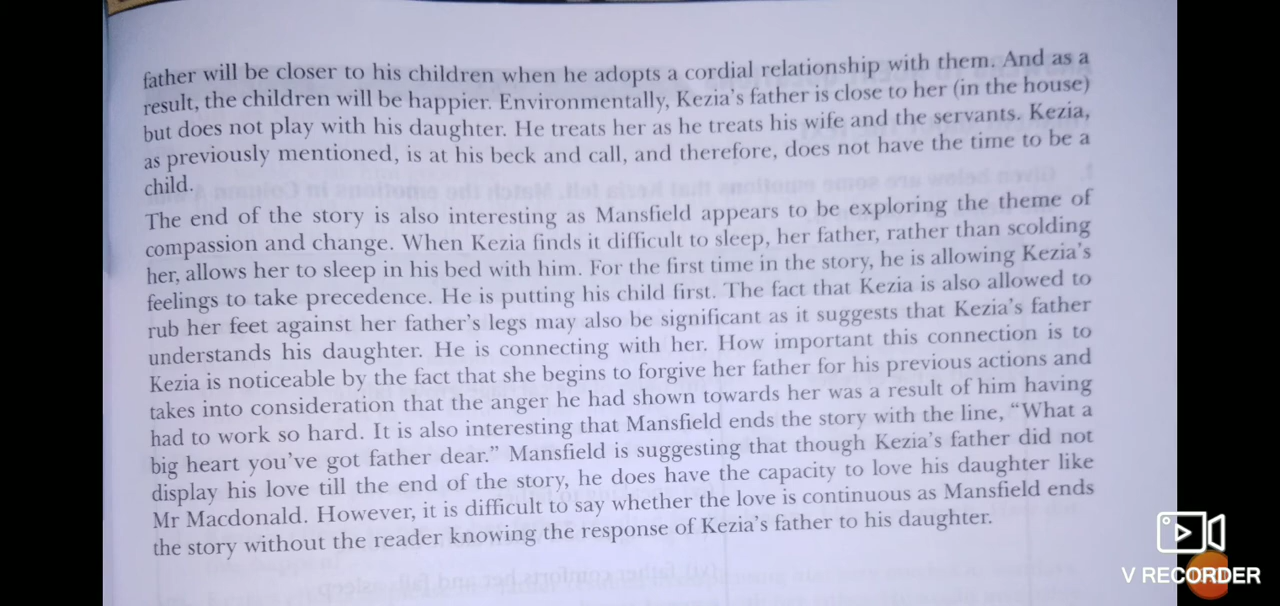 father will be closer to his children when he adopts a cordial relationship with them. And as a
result, the children will be happier. Environmentally, Kezia's father is close to her (in the house)
but does not play with his daughter. He treats her as he treats his wife and the servants. Kezia,
as previously mentioned, is at his beck and call, and therefore, does not have the time to be a
child.
The end of the story is also interesting as Mansfield appears to be exploring the theme of
compassion and change. When Kezia finds it difficult to sleep, her father, rather than scolding
her, allows her to sleep in his bed with him. For the first time in the story, he is allowing Kezia's
feelings to take precedence. He is putting his child first. The fact that Kezia is also allowed to
rub her feet against her father's legs may also be significant as it suggests that Kezia's father
understands his daughter. He is connecting with her. How important this connection is to
Kezia is noticeable by the fact that she begins to forgive her father for his previous actions and
takes into consideration that the anger he had shown towards her was a result of him having
had to work so hard. It is also interesting that Mansfield ends the story with the line, “What a
big heart you've got father dear.” Mansfield is suggesting that though Kezia's father did not
display his love till the end of the story, he does have the capacity to love his daughter like
Mr Macdonald. However, it is difficult to say whether the love is continuous as Mansfield ends
the story without the reader knowing the response of Kezia's father to his daughter.
V RECORDER